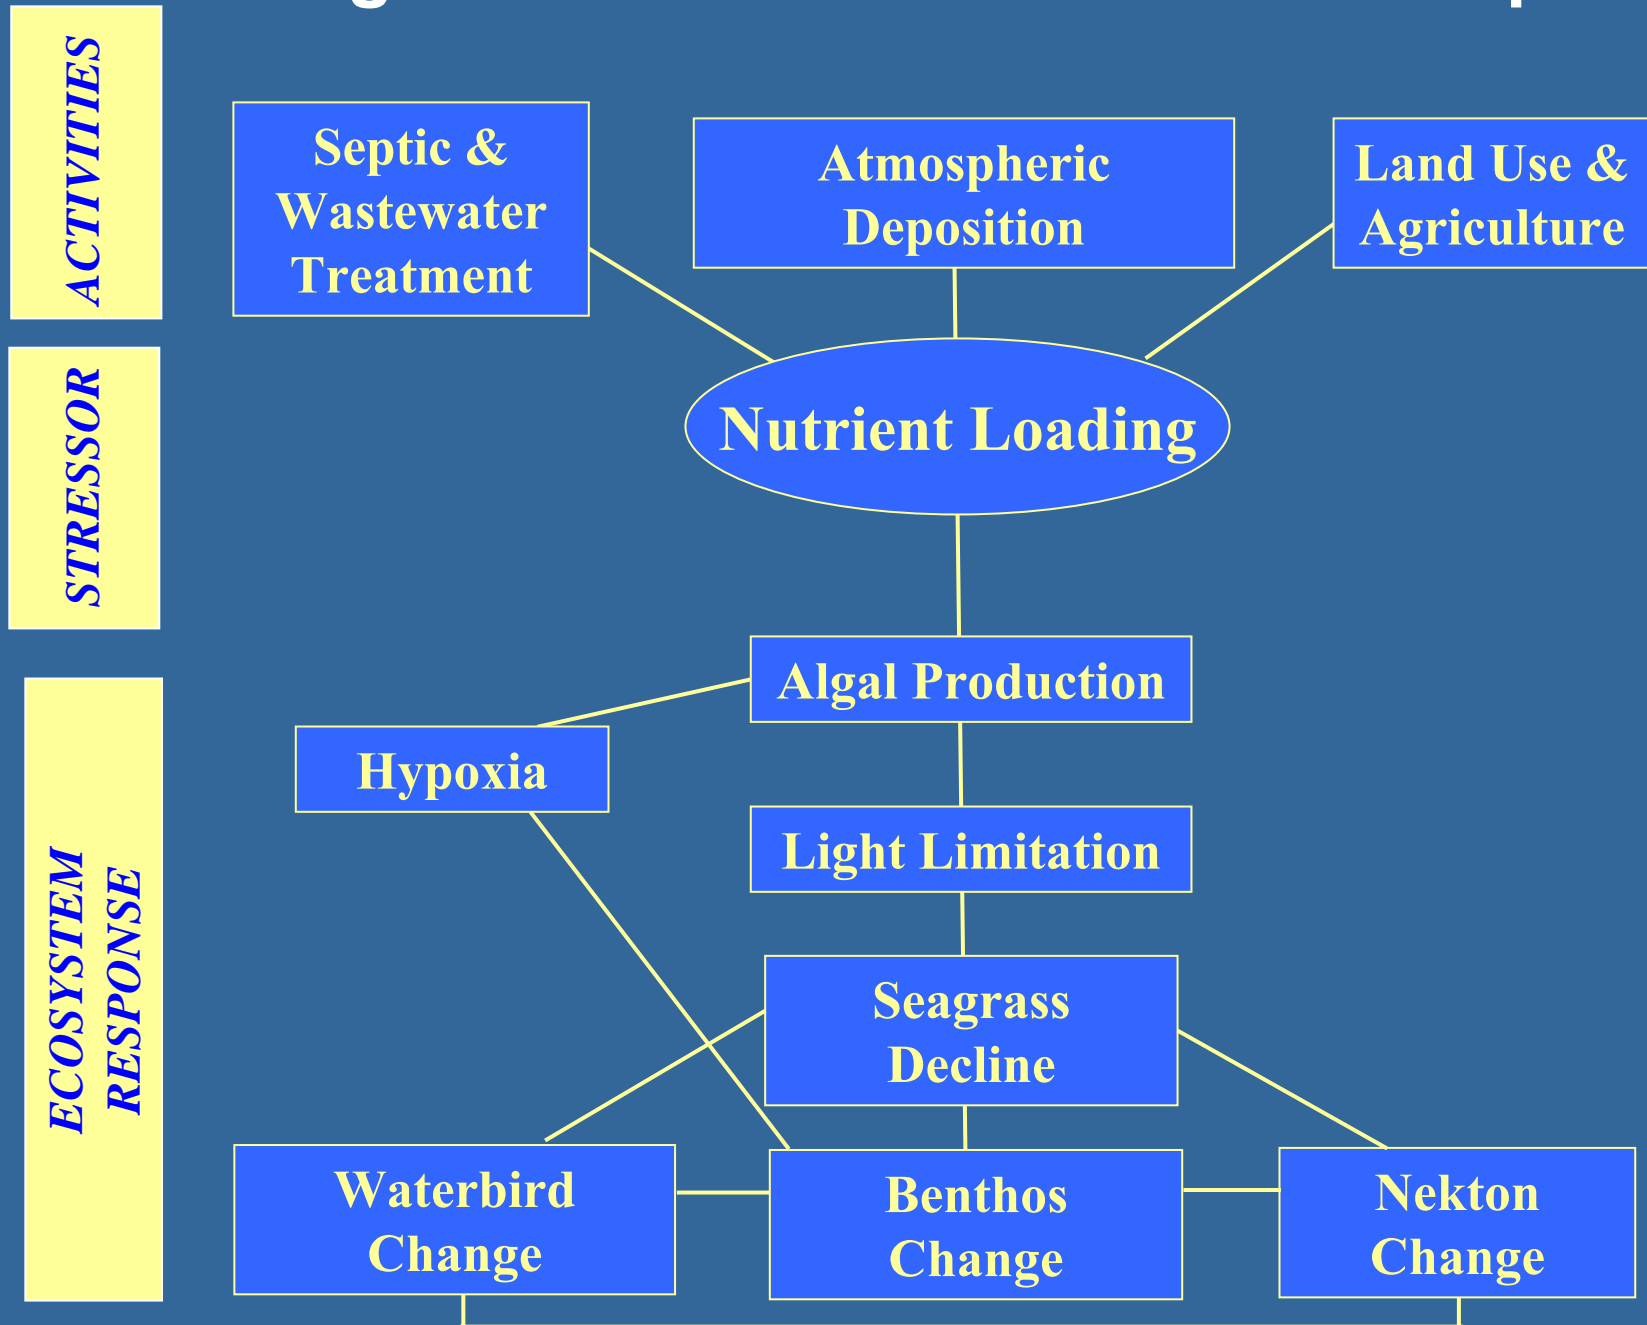 ACTIVITIES
Septic &
Wastewater
Treatment
Atmospheric
Deposition
Land Use &
Agriculture
STRESSOR
Nutrient Loading
ECOSYSTEM
RESPONSE
Algal Production
Hypoxia
Light Limitation
Seagrass
Decline
Waterbird
Change
Benthos
Change
Nekton
Change